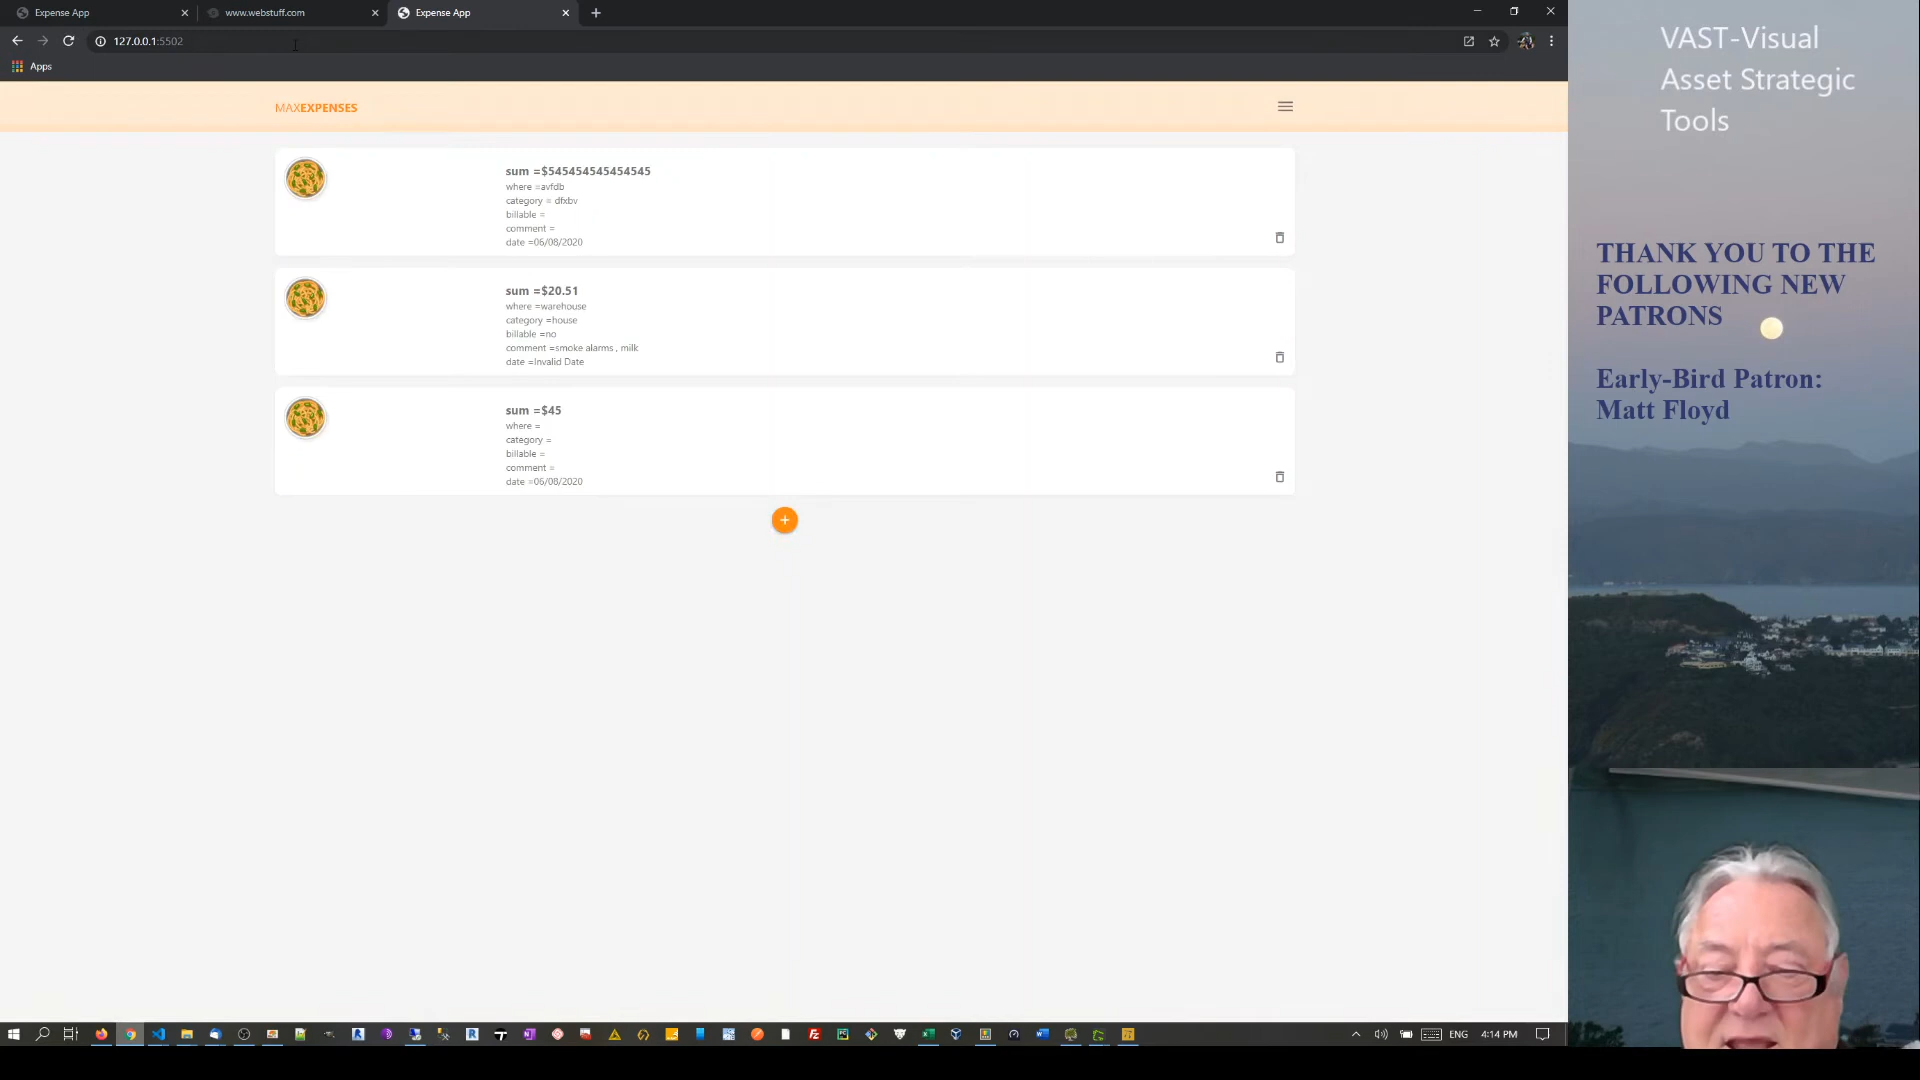 Expense App
www.webstuff.com
Expense App
127.0.0.1:5502
Apps
MAXEXPENSES
sum =$545454545454545
where =avfdb
category = dfxbv
billable =
comment =
date =06/08/2020
sum =$20.51
where =warehouse
category =house
billable =no
comment =smoke alarms , milk
date =Invalid Date
sum =$45
where =
category =
billable =
comment =
date =06/08/2020
+
ENG
4:14 PM
VAST-Visual
Asset Strategic
Tools
THANK YOU TO THE
FOLLOWING NEW
PATRONS
Early-Bird Patron:
Matt Floyd